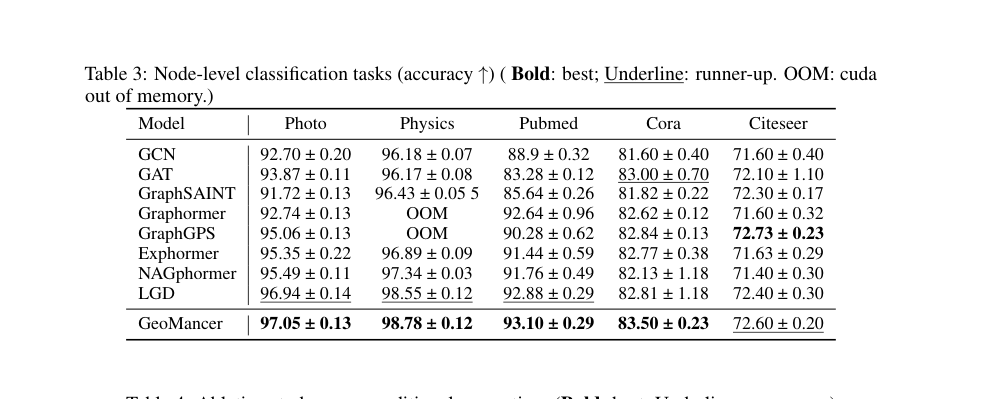 Table 3: Node-level classification tasks (accuracy ↑) ( Bold: best; Underline: runner-up. OOM: cuda
out of memory.)
Model Photo Physics Pubmed Cora Citeseer
GCN 92.70 ± 0.20 96.18 ± 0.07 88.9 ± 0.32 81.60 ± 0.40 71.60 ± 0.40
GAT 93.87 ± 0.11 96.17 ± 0.08 83.28 ± 0.12 83.00 ± 0.70 72.10 ± 1.10
GraphSAINT 91.72 ± 0.13 96.43 ± 0.05 5 85.64 ± 0.26 81.82 ± 0.22 72.30 ± 0.17
Graphormer 92.74 ± 0.13 OOM 92.64 ± 0.96 82.62 ± 0.12 71.60 ± 0.32
GraphGPS 95.06 ± 0.13 OOM 90.28 ± 0.62 82.84 ± 0.13 72.73 ± 0.23
Exphormer 95.35 ± 0.22 96.89 ± 0.09 91.44 ± 0.59 82.77 ± 0.38 71.63 ± 0.29
NAGphormer 95.49 ± 0.11 97.34 ± 0.03 91.76 ± 0.49 82.13 ± 1.18 71.40 ± 0.30
LGD 96.94 ± 0.14 98.55 ± 0.12 92.88 ± 0.29 82.81 ± 1.18 72.40 ± 0.30
GeoMancer 97.05 ± 0.13 98.78 ± 0.12 93.10 ± 0.29 83.50 ± 0.23 72.60 ± 0.20